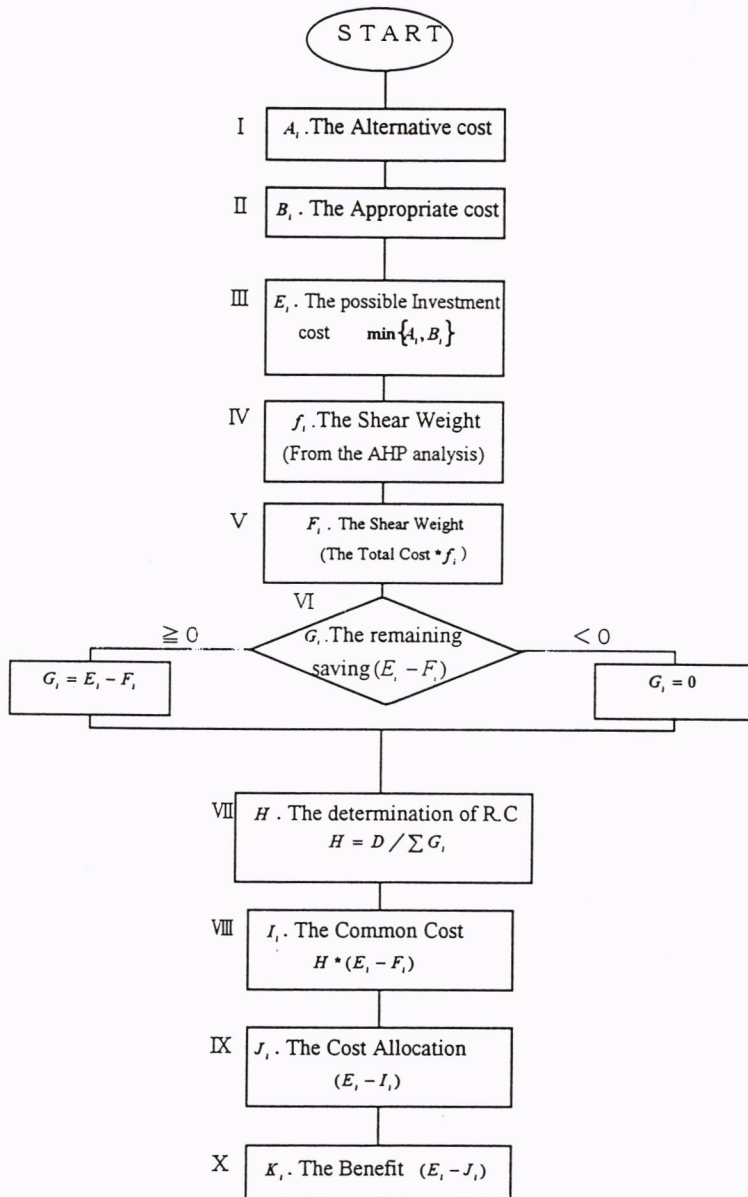 START
I A_i .The Alternative cost
II B_i . The Appropriate cost
III E_i . The possible Investment
cost min{A_i, B_i}
IV f_i .The Shear Weight
(From the AHP analysis)
V F_i . The Shear Weight
(The Total Cost * f_i )
VI
≧0
G_i .The remaining
saving (E_i − F_i)
<0
G_i = E_i − F_i
G_i = 0
VII H . The determination of R.C
H = D / ∑ G_i
VIII I_i . The Common Cost
H * (E_i − F_i)
IX J_i . The Cost Allocation
(E_i − I_i)
X K_i . The Benefit (E_i − J_i)